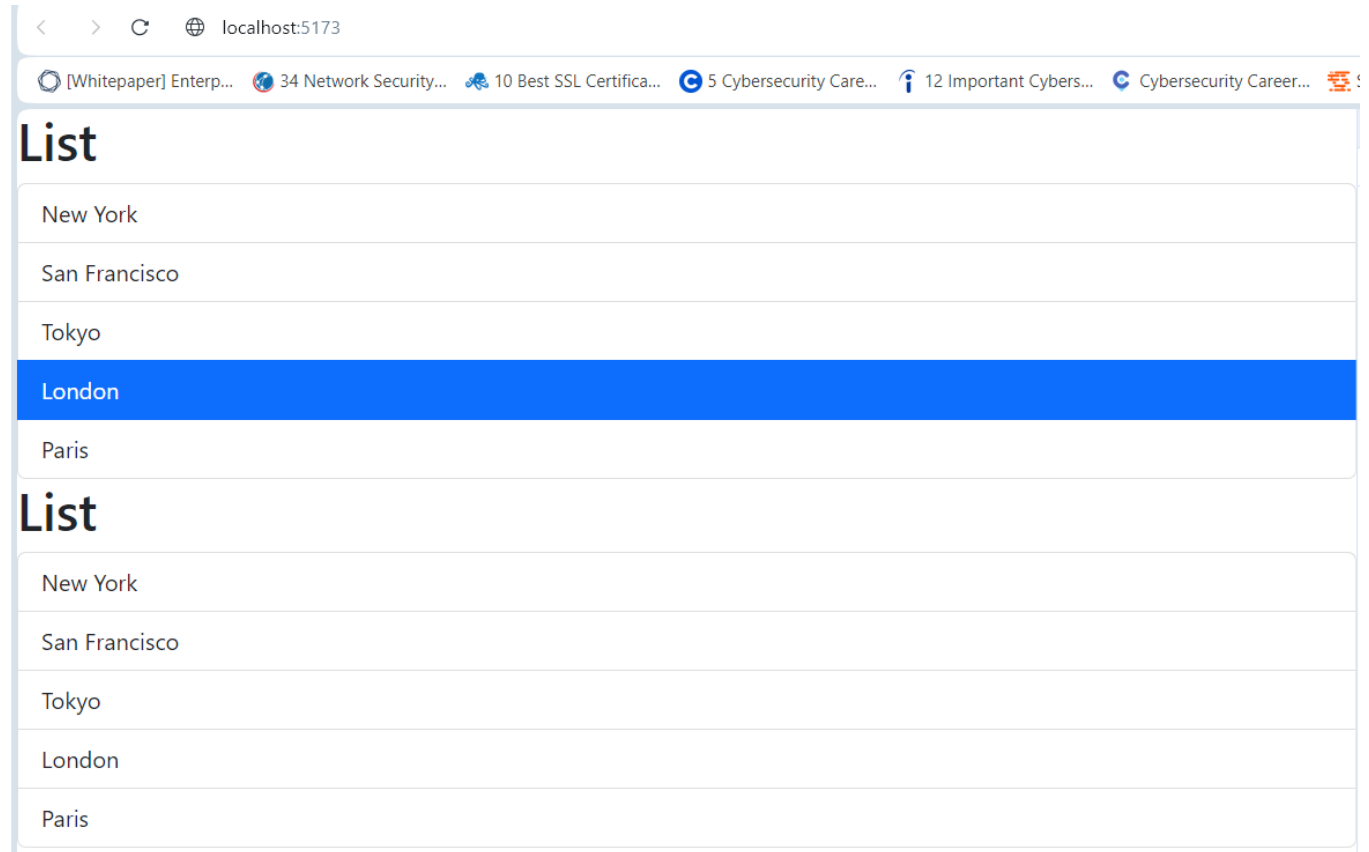 localhost:5173
[Whitepaper] Enterp... 34 Network Security... 10 Best SSL Certifica... 5 Cybersecurity Care... 12 Important Cybers... Cybersecurity Career... S
List
New York
San Francisco
Tokyo
London
Paris
List
New York
San Francisco
Tokyo
London
Paris